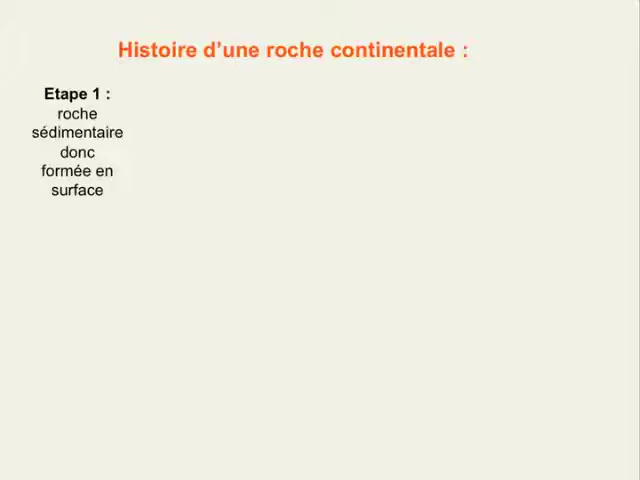 Histoire d’une roche continentale :
Etape 1 :
roche
sédimentaire
donc
formée en
surface